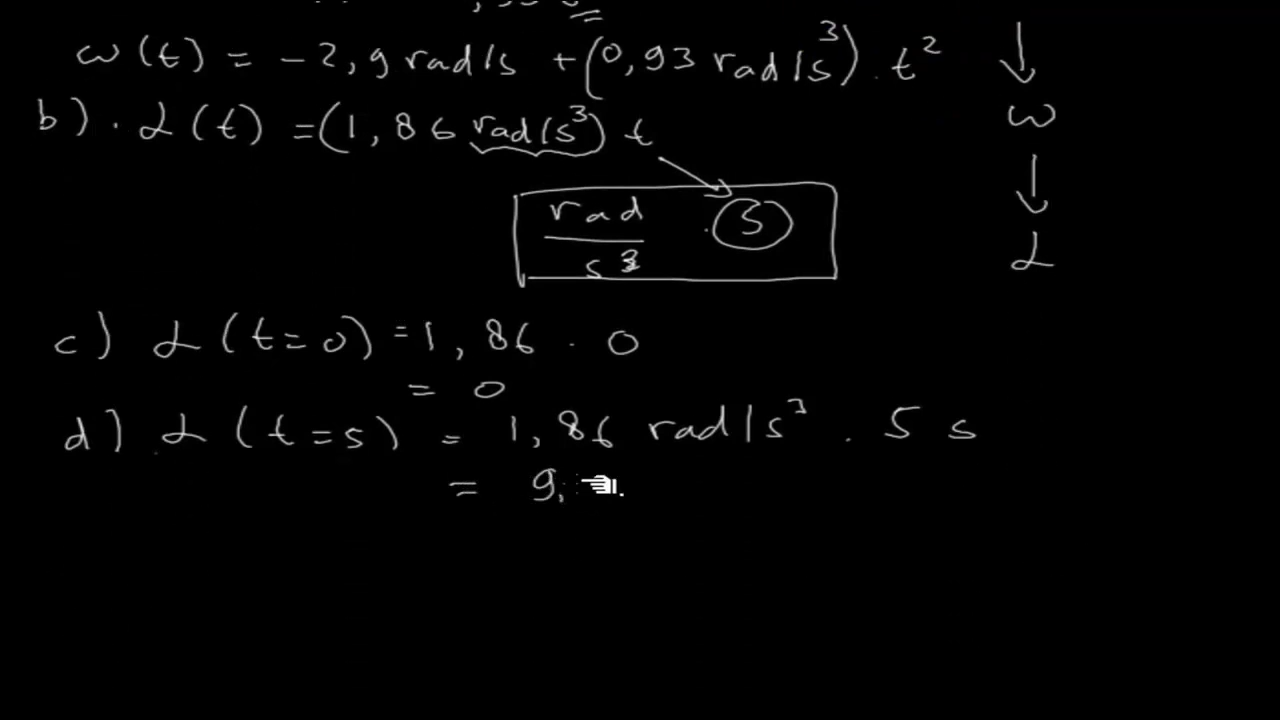 ω(t) = -2,9 rad/s + (0,93 rad/s³) . t²
ω
b) . α(t) = (1,86 rad/s³) t
rad/s³ . s
α
c) α(t=0) = 1,86 . 0
= 0
d) α(t=5) = 1,86 rad/s³ . 5 s
= 9,